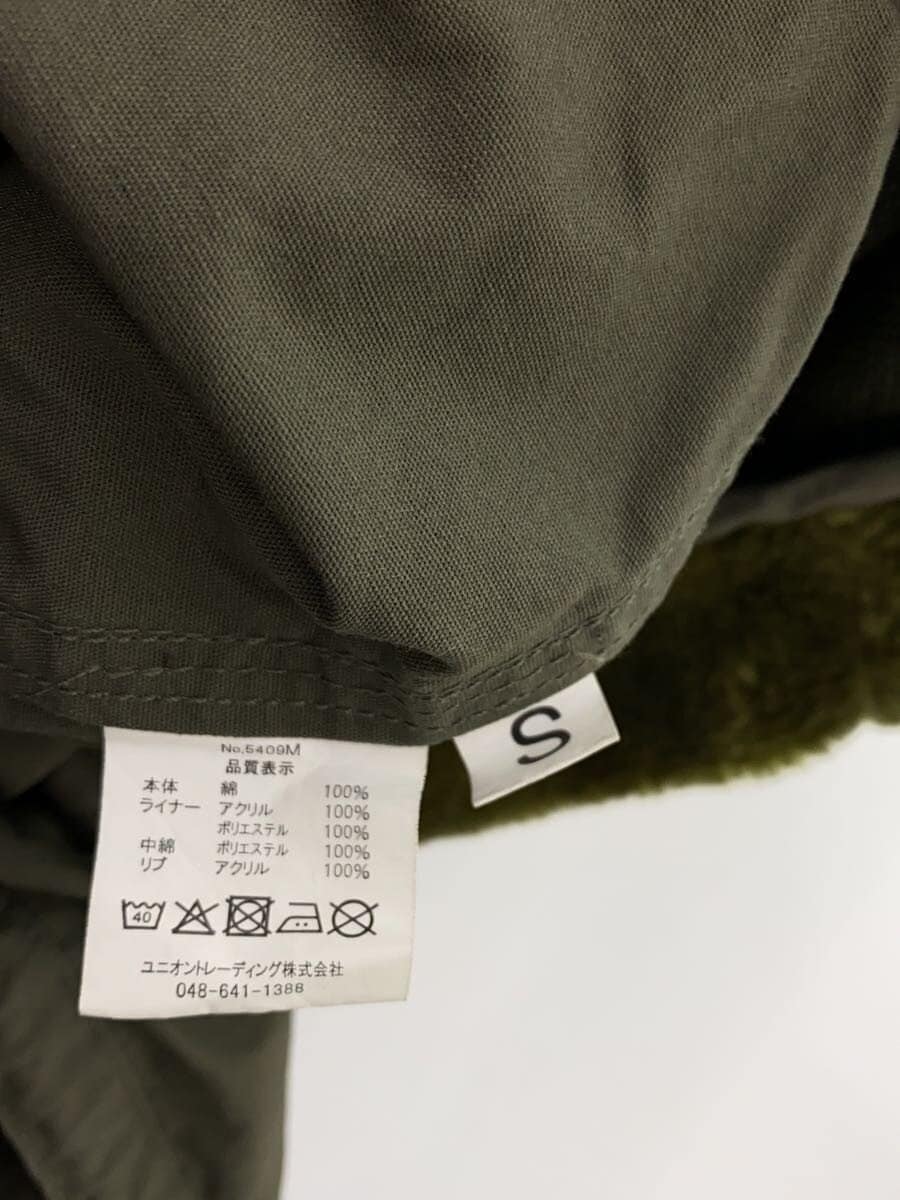 No.5409M
品質表示
本体 綿 100%
ライナー アクリル 100%
ポリエステル 100%
中綿 ポリエステル 100%
リブ アクリル 100%
40
ユニオントレーディング株式会社
048-641-1388
S